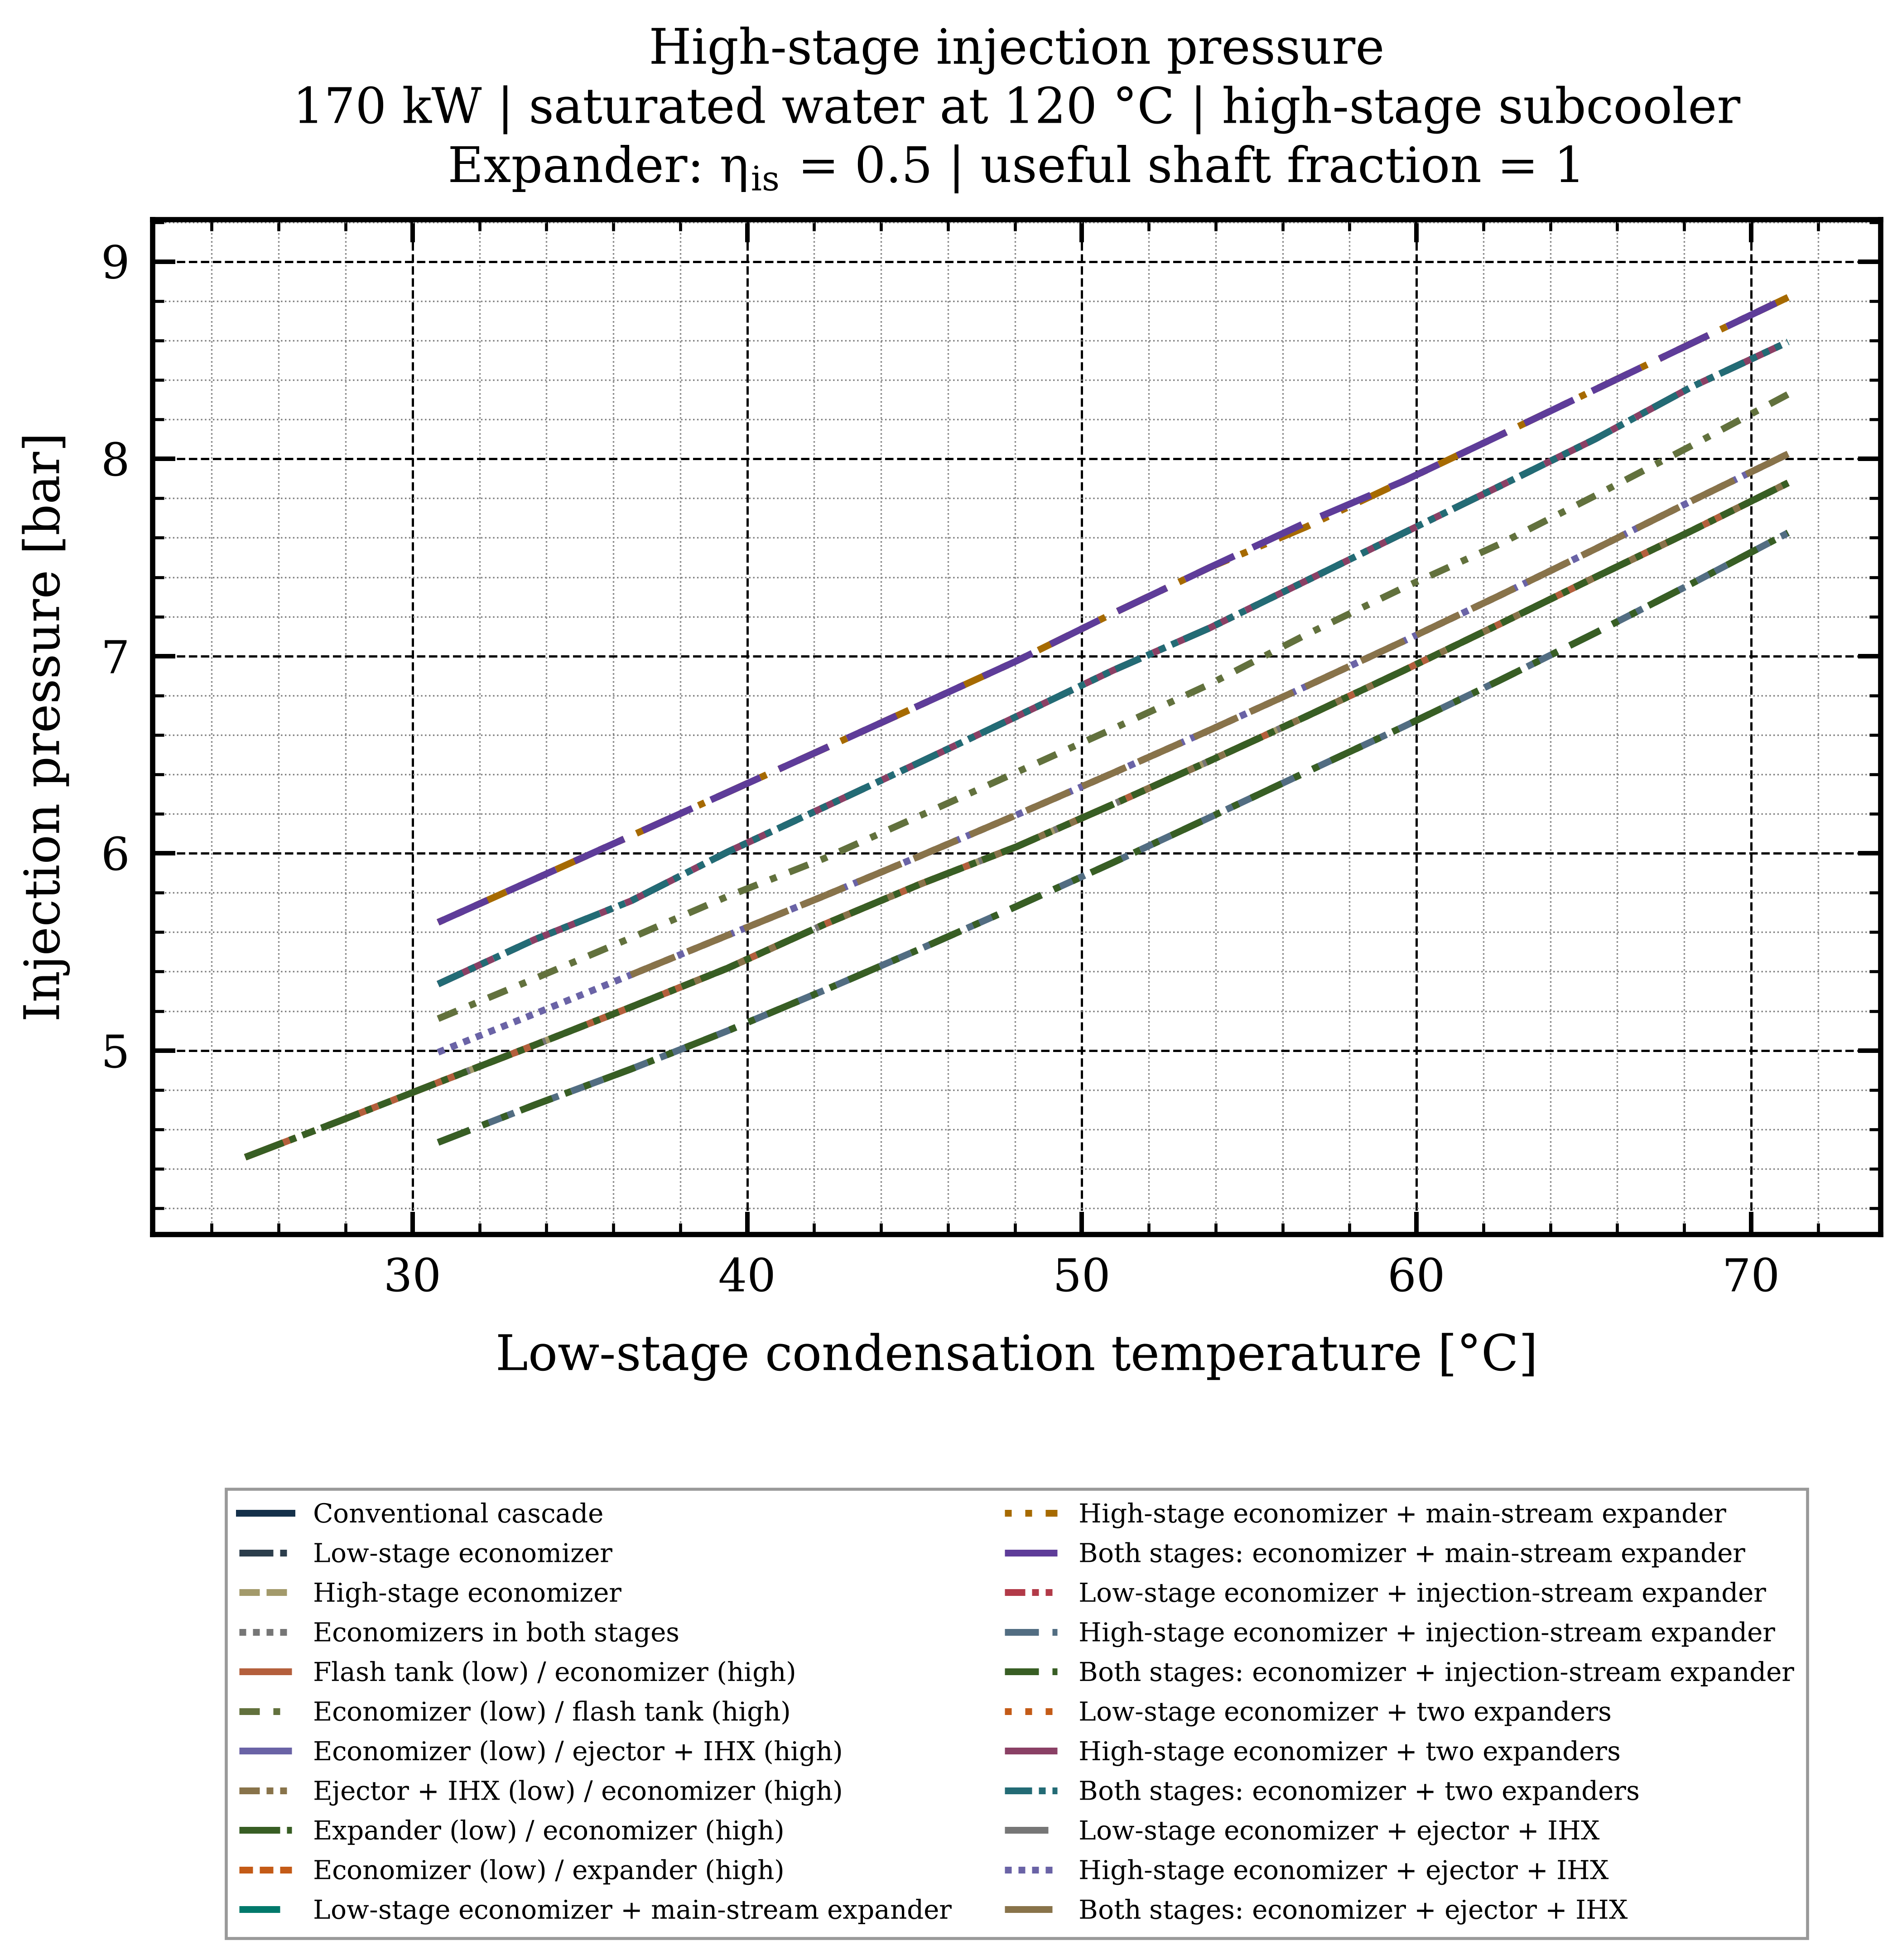 High-stage injection pressure
170 kW | saturated water at 120 °C | high-stage subcooler
Expander: ηis = 0.5 | useful shaft fraction = 1
Injection pressure [bar]
9
8
7
6
5
30 40 50 60 70
Low-stage condensation temperature [°C]
Conventional cascade
Low-stage economizer
High-stage economizer
Economizers in both stages
Flash tank (low) / economizer (high)
Economizer (low) / flash tank (high)
Economizer (low) / ejector + IHX (high)
Ejector + IHX (low) / economizer (high)
Expander (low) / economizer (high)
Economizer (low) / expander (high)
Low-stage economizer + main-stream expander
High-stage economizer + main-stream expander
Both stages: economizer + main-stream expander
Low-stage economizer + injection-stream expander
High-stage economizer + injection-stream expander
Both stages: economizer + injection-stream expander
Low-stage economizer + two expanders
High-stage economizer + two expanders
Both stages: economizer + two expanders
Low-stage economizer + ejector + IHX
High-stage economizer + ejector + IHX
Both stages: economizer + ejector + IHX